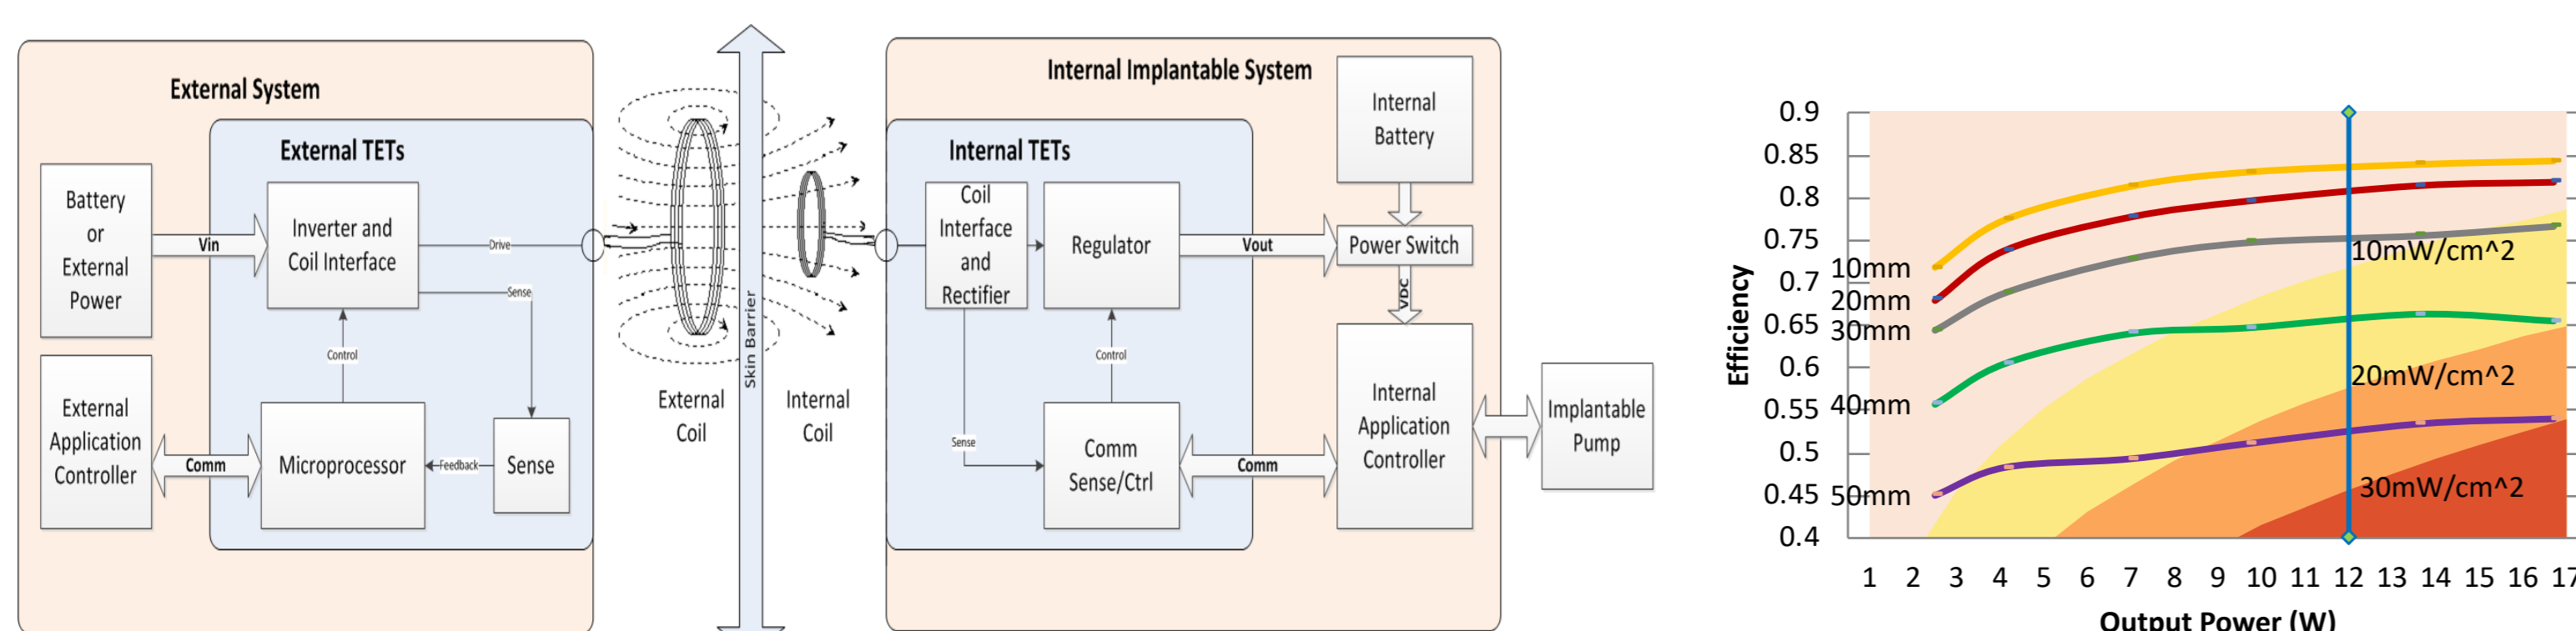 External System
External TETs
Battery
or
External
Power
Vin
Inverter and
Coil Interface
Drive
Sense
Control
External
Application
Controller
Comm
Microprocessor
Feedback
Sense
External
Coil
Skin Barrier
Internal
Coil
Internal Implantable System
Internal TETs
Coil
Interface
and
Rectifier
Regulator
Vout
Internal
Battery
Power Switch
VDC
Control
Sense
Comm
Sense/Ctrl
Comm
Internal
Application
Controller
Implantable
Pump
Efficiency
0.9
0.85
0.8
0.75
0.7
0.65
0.6
0.55
0.5
0.45
0.4
10mm
20mm
30mm
40mm
50mm
10mW/cm^2
20mW/cm^2
30mW/cm^2
1 2 3 4 5 6 7 8 9 10 11 12 13 14 15 16 17
Output Power (W)